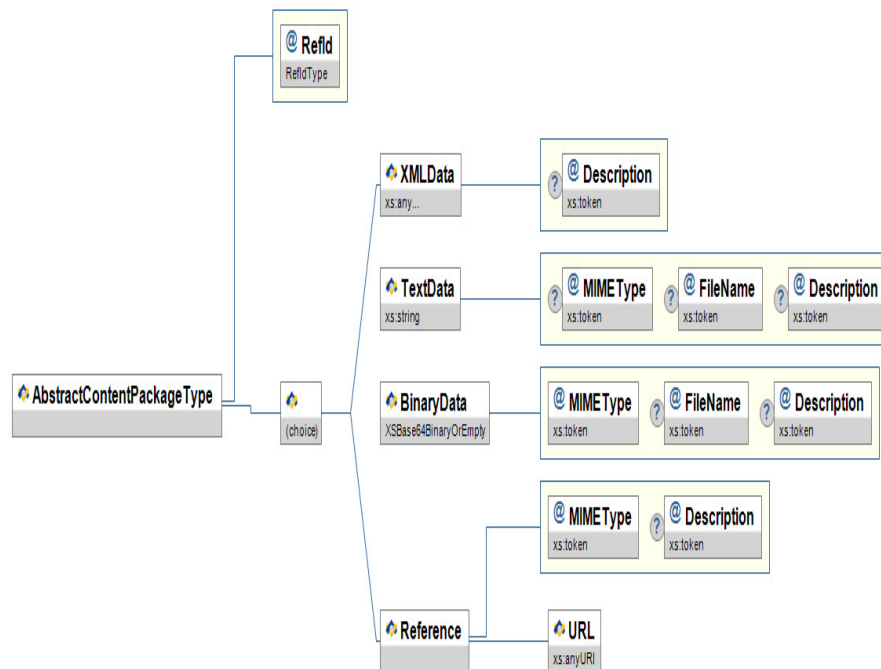 @ RefId
RefIdType
XMLData
xs:any...
? @ Description
xs:token
TextData
xs:string
? @ MIMEType
xs:token
? @ FileName
xs:token
? @ Description
xs:token
AbstractContentPackageType
(choice)
BinaryData
XSBase64BinaryOrEmpty
@ MIMEType
xs:token
? @ FileName
xs:token
? @ Description
xs:token
@ MIMEType
xs:token
? @ Description
xs:token
Reference
URL
xs:anyURI